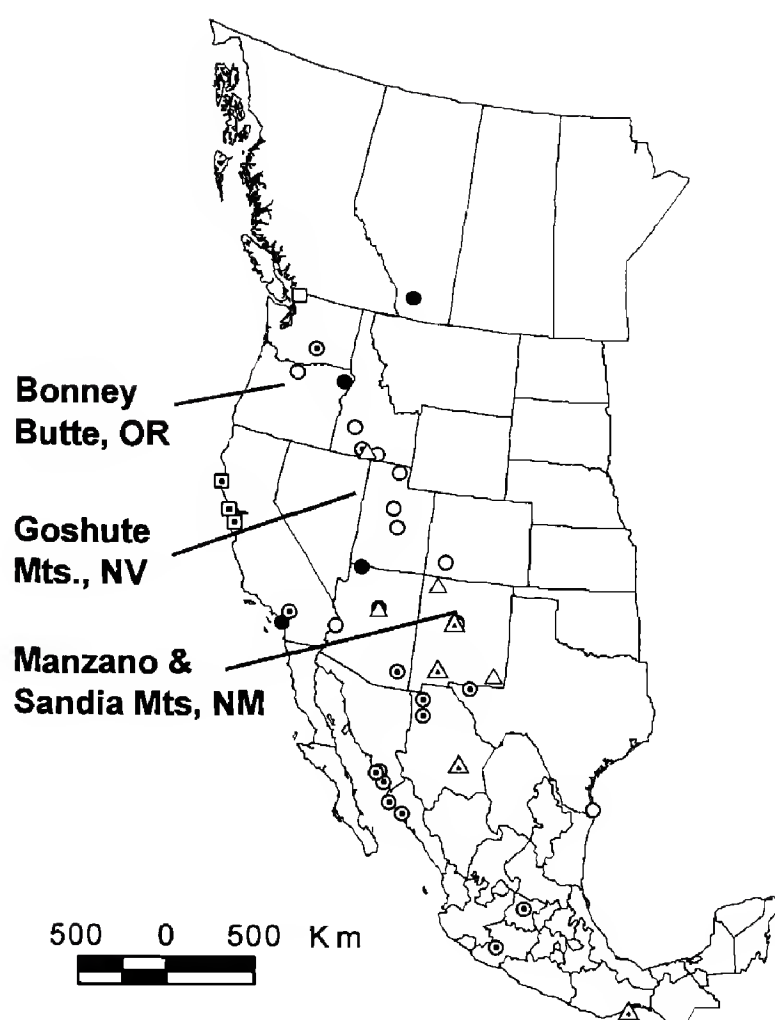 Bonney
Butte, OR
Goshute
Mts., NV
Manzano &
Sandia Mts, NM
500 0 500 Km